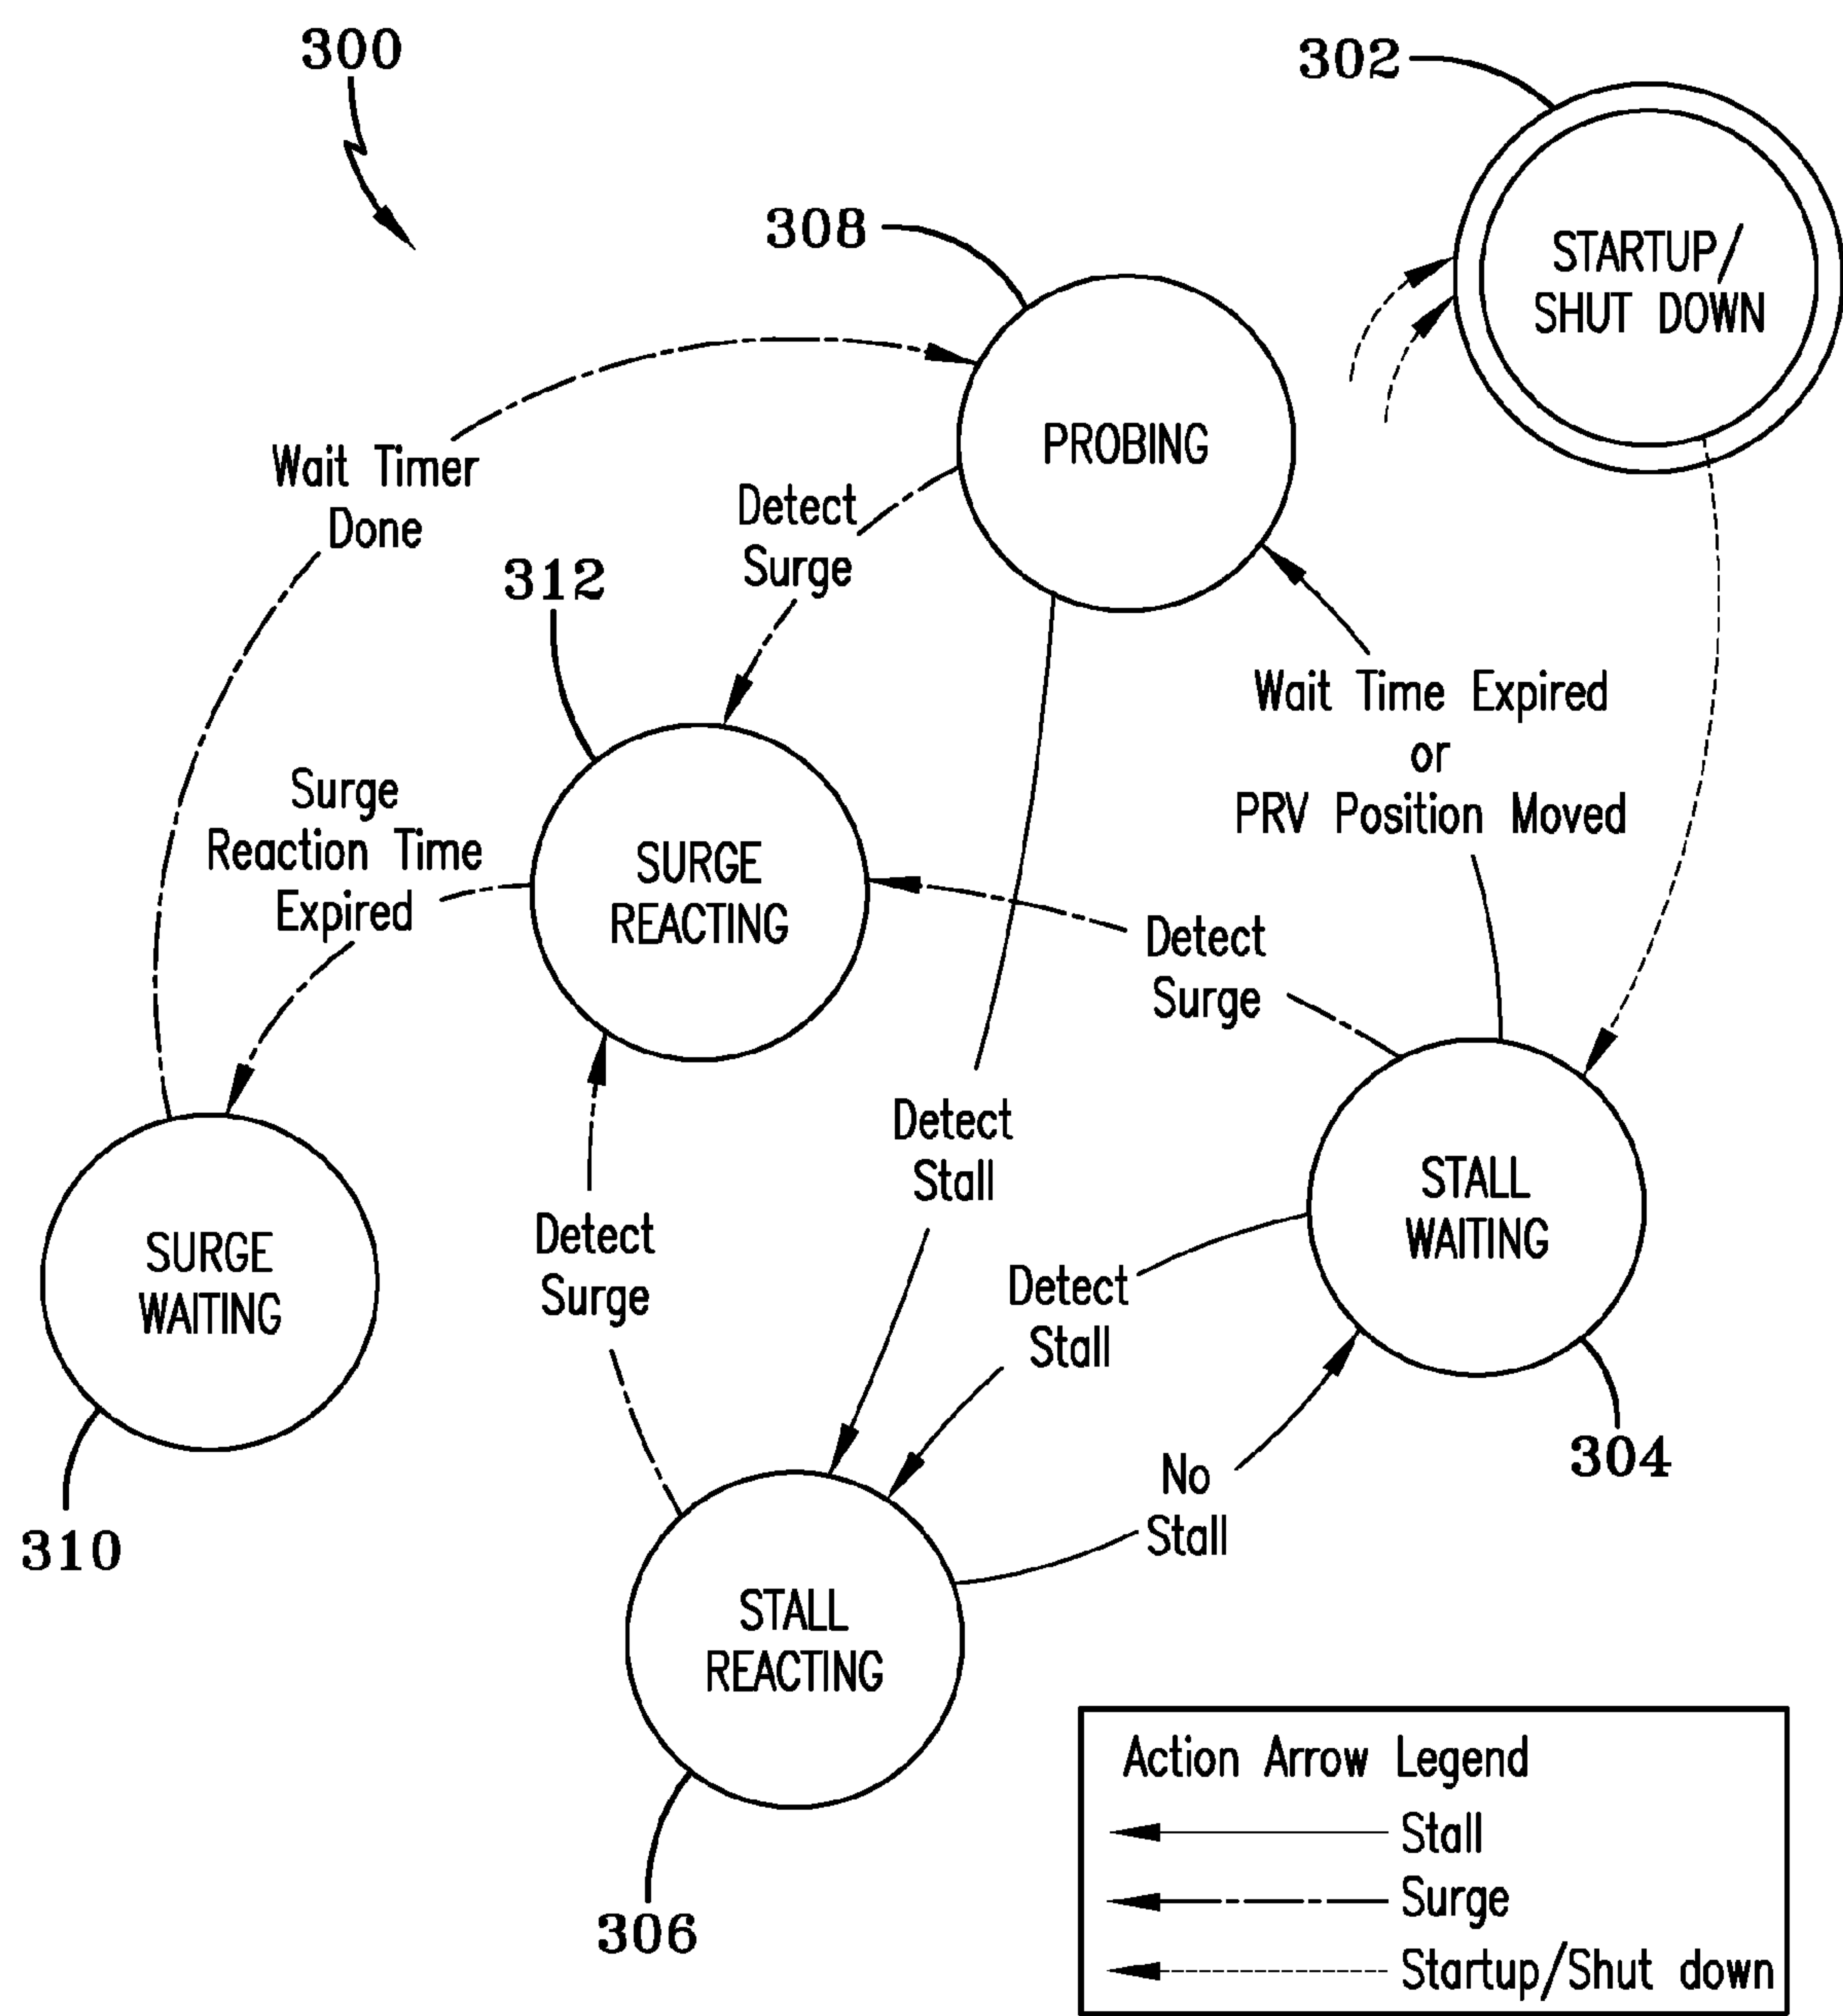 300
302
308
STARTUP/
SHUT DOWN
PROBING
Wait Timer
Done
Detect
Surge
312
Wait Time Expired
or
PRV Position Moved
Surge
Reaction Time
Expired
SURGE
REACTING
Detect
Surge
Detect
Stall
STALL
WAITING
Detect
Surge
SURGE
WAITING
Detect
Stall
304
No
Stall
310
STALL
REACTING
306
Action Arrow Legend
Stall
Surge
Startup/Shut down